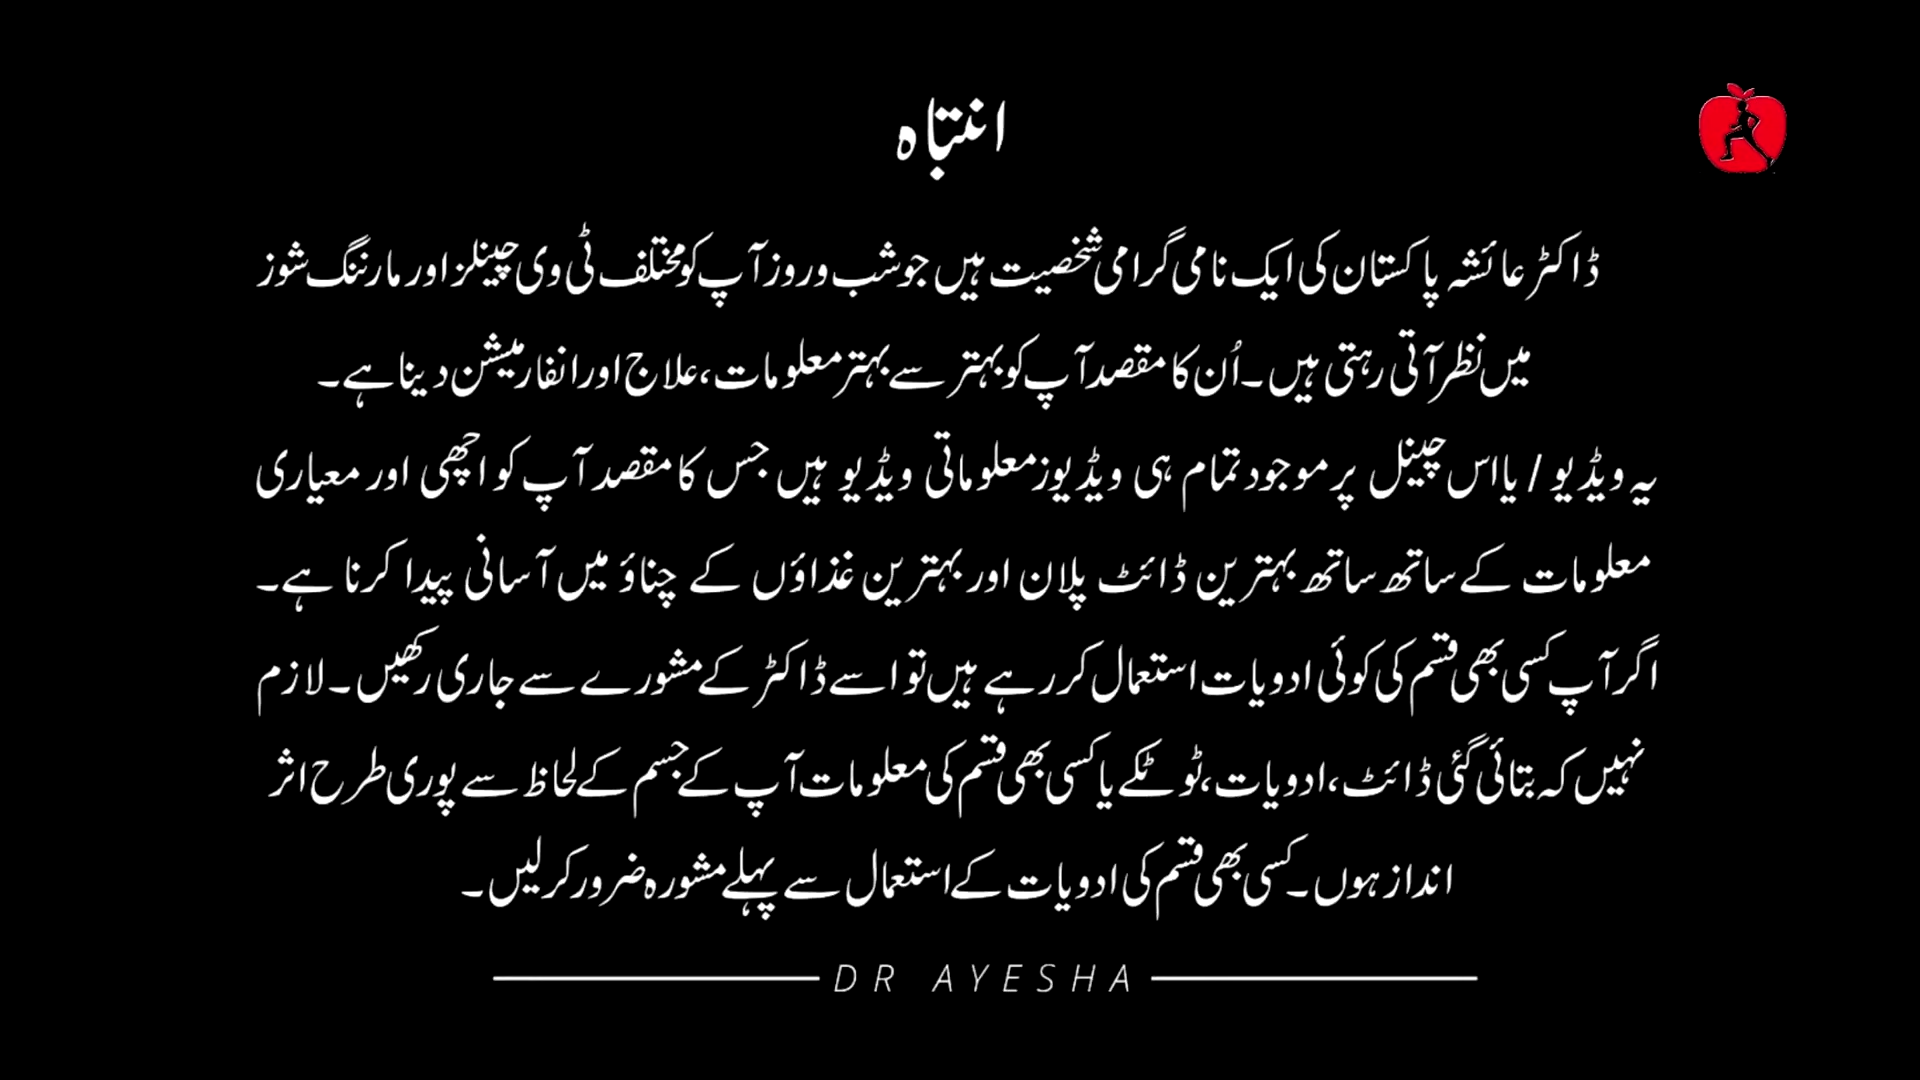 انتباہ
ڈاکٹر عائشہ پاکستان کی ایک نامی گرامی شخصیت ہیں جو شب و روز آپ کو مختلف ٹی وی چینلز اور مارننگ شوز
میں نظر آتی رہتی ہیں۔ اُن کا مقصد آپ کو بہتر سے بہتر معلومات، علاج اور انفارمیشن دینا ہے۔
یہ ویڈیو / یا اس چینل پر موجود تمام ہی ویڈیوز معلوماتی ویڈیو ہیں جس کا مقصد آپ کو اچھی اور معیاری
معلومات کے ساتھ ساتھ بہترین ڈائٹ پلان اور بہترین غذاؤں کے چناؤ میں آسانی پیدا کرنا ہے۔
اگر آپ کسی بھی قسم کی کوئی ادویات استعمال کر رہے ہیں تو اسے ڈاکٹر کے مشورے سے جاری رکھیں۔ لازم
نہیں کہ بتائی گئی ڈائٹ، ادویات، ٹوٹکے یا کسی بھی قسم کی معلومات آپ کے جسم کے لحاظ سے پوری طرح اثر
انداز ہوں۔ کسی بھی قسم کی ادویات کے استعمال سے پہلے مشورہ ضرور کر لیں۔
DR AYESHA